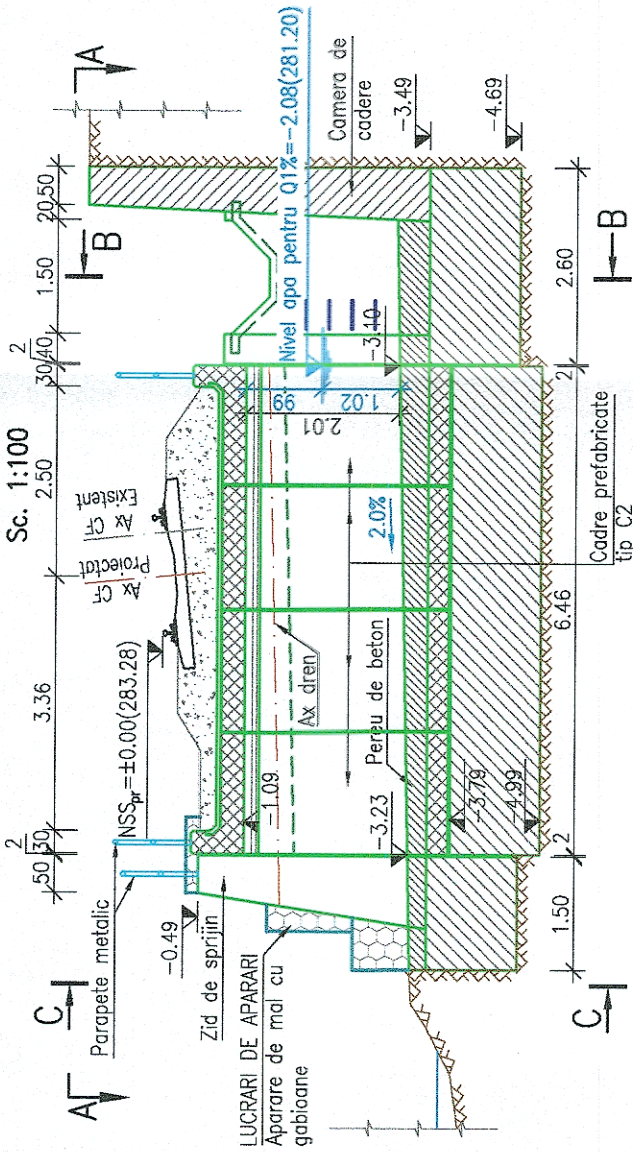 Sc. 1:100
50
2
30
3.36
2.50
30
2
40
1.50
20
50
A
A
B
B
C
C
Parapete metalic
NSSpr=±0.00(283.28)
Ax CF
Proiectat
Ax CF
Existent
-0.49
Zid de sprijin
LUCRARI DE APARARI
Aparare de mal cu
gabioane
-1.09
Ax dren
2.01
99
1.02
Nivel apa pentru Q1%=-2.08(281.20)
Camera de
cadere
-3.10
-3.49
-4.69
2.0%
Pereu de beton
-3.23
-3.79
-4.99
Cadre prefabricate
tip C2
1.50
2
6.46
2
2.60